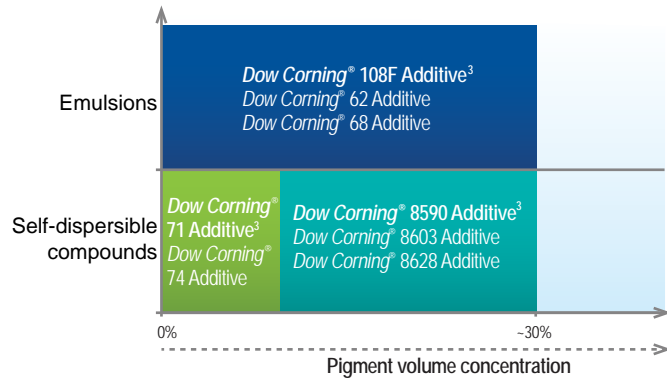 Emulsions
Dow Corning® 108F Additive³
Dow Corning® 62 Additive
Dow Corning® 68 Additive
Self-dispersible
compounds
Dow Corning®
71 Additive³
Dow Corning®
74 Additive
Dow Corning® 8590 Additive³
Dow Corning® 8603 Additive
Dow Corning® 8628 Additive
0%
~30%
Pigment volume concentration